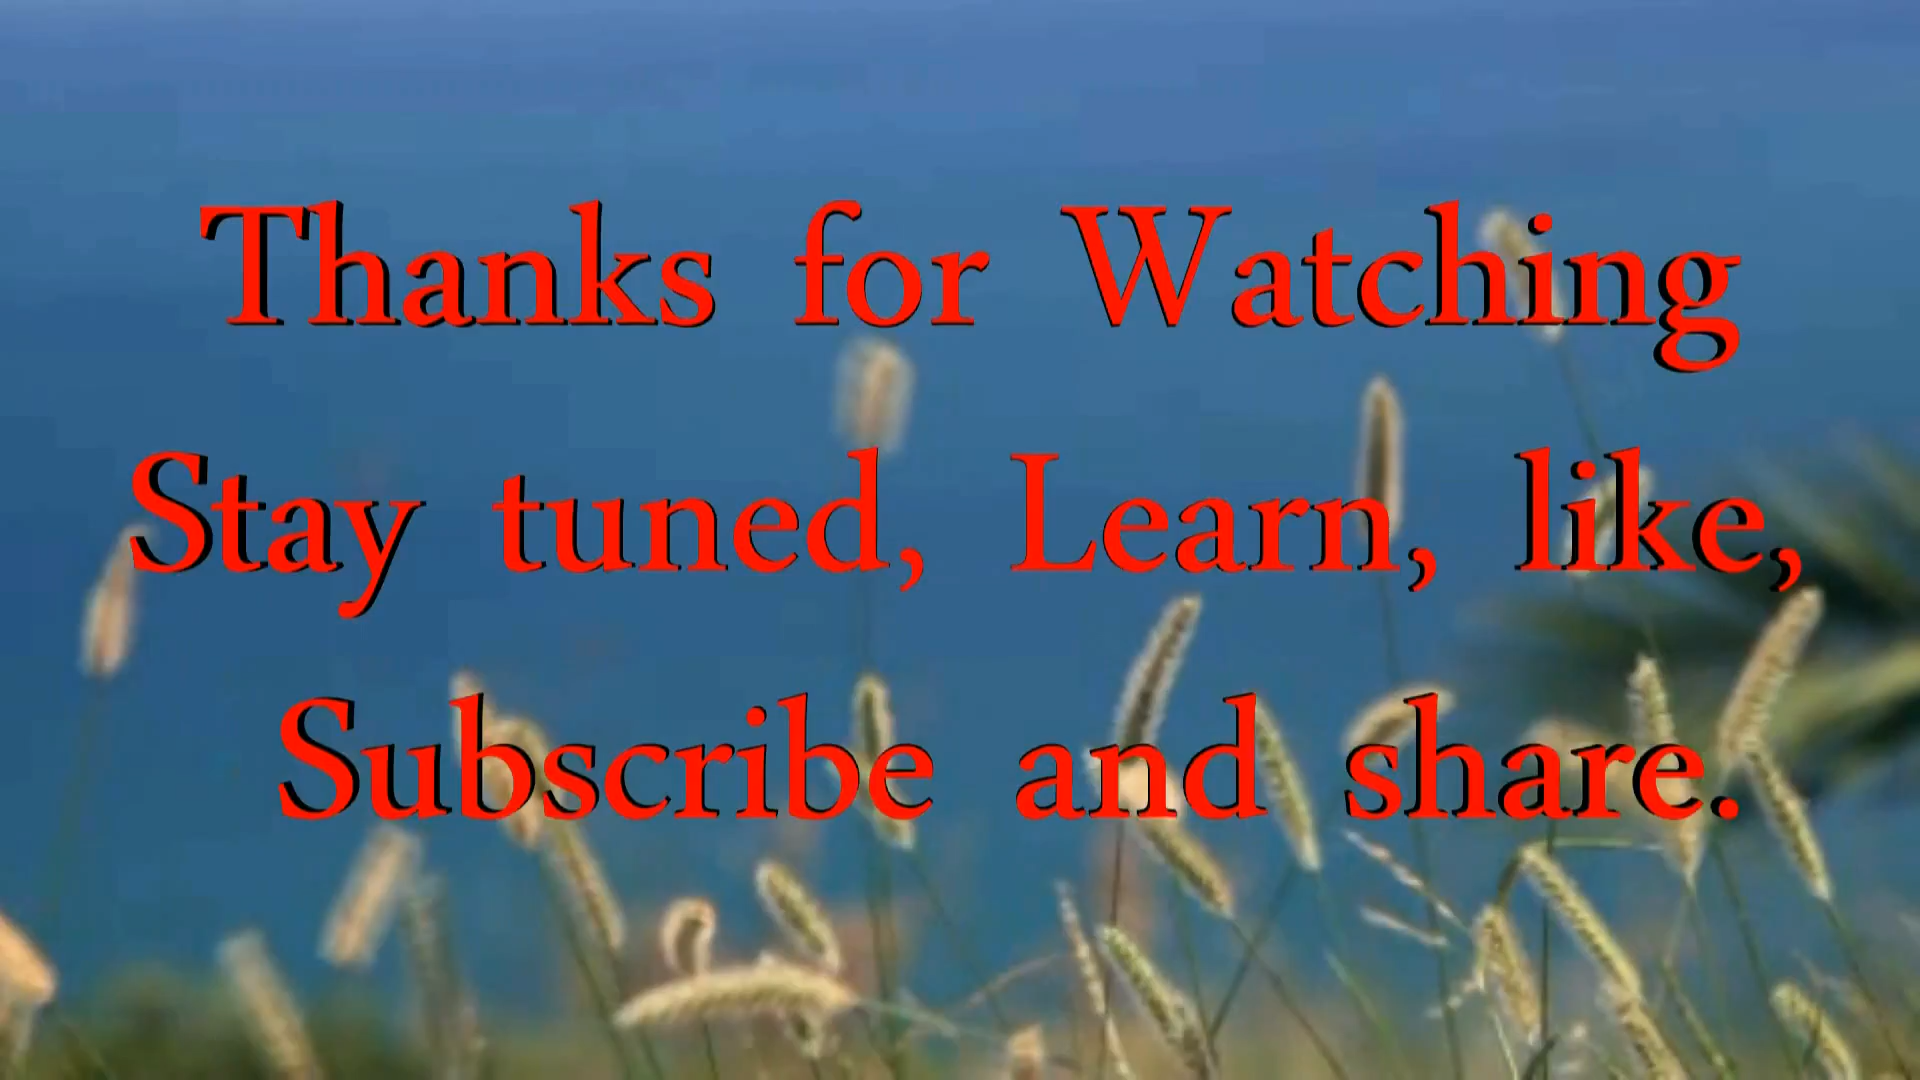 Thanks for Watching
Stay tuned, Learn, like,
Subscribe and share.